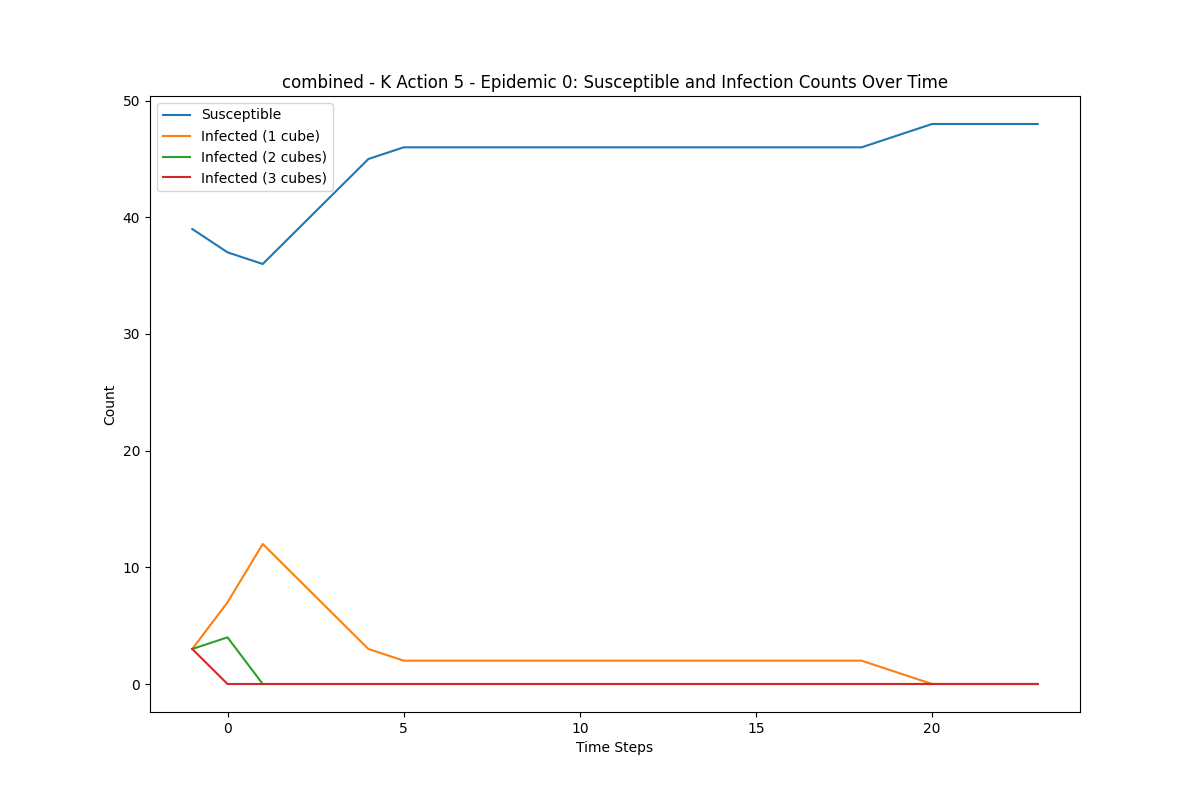 combined - K Action 5 - Epidemic 0: Susceptible and Infection Counts Over Time
Susceptible
Infected (1 cube)
Infected (2 cubes)
Infected (3 cubes)
50
40
30
20
10
0
Count
0 5 10 15 20
Time Steps